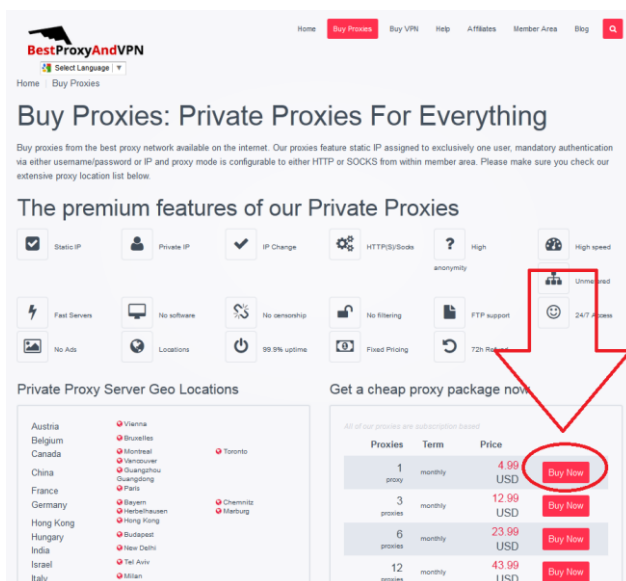 Home Buy Proxies Buy VPN Help Affiliates Member Area Blog
BestProxyAndVPN
Select Language ▼
Home Buy Proxies
Buy Proxies: Private Proxies For Everything
Buy proxies from the best proxy network available on the internet. Our proxies feature static IP assigned to exclusively one user, mandatory authentication
via either username/password or IP and proxy mode is configurable to either HTTP or SOCKS from within member area. Please make sure you check our
extensive proxy location list below.
The premium features of our Private Proxies
Static IP Private IP IP Change HTTP(S)/Socks High anonymity High speed
Unmetered
Fast Servers No software No censorship No filtering FTP support 24/7 Access
No Ads Locations 99.9% uptime Fixed Pricing 72h Refund
Private Proxy Server Geo Locations
Austria Vianna
Belgium Bruxelles
Canada Montreal Toronto
Vancouver
China Guangzhou
Guangdong
France Paris
Germany Bayern Chemnitz
Herbelhausen Marburg
Hong Kong Hong Kong
Hungary Budapest
India New Delhi
Israel Tel Aviv
Italy Milan
Get a cheap proxy package now
All of our proxies are subscription based
Proxies Term Price
1 proxy monthly 4.99 USD Buy Now
3 proxies monthly 12.99 USD Buy Now
6 proxies monthly 23.99 USD Buy Now
12 proxies monthly 43.99 USD Buy Now